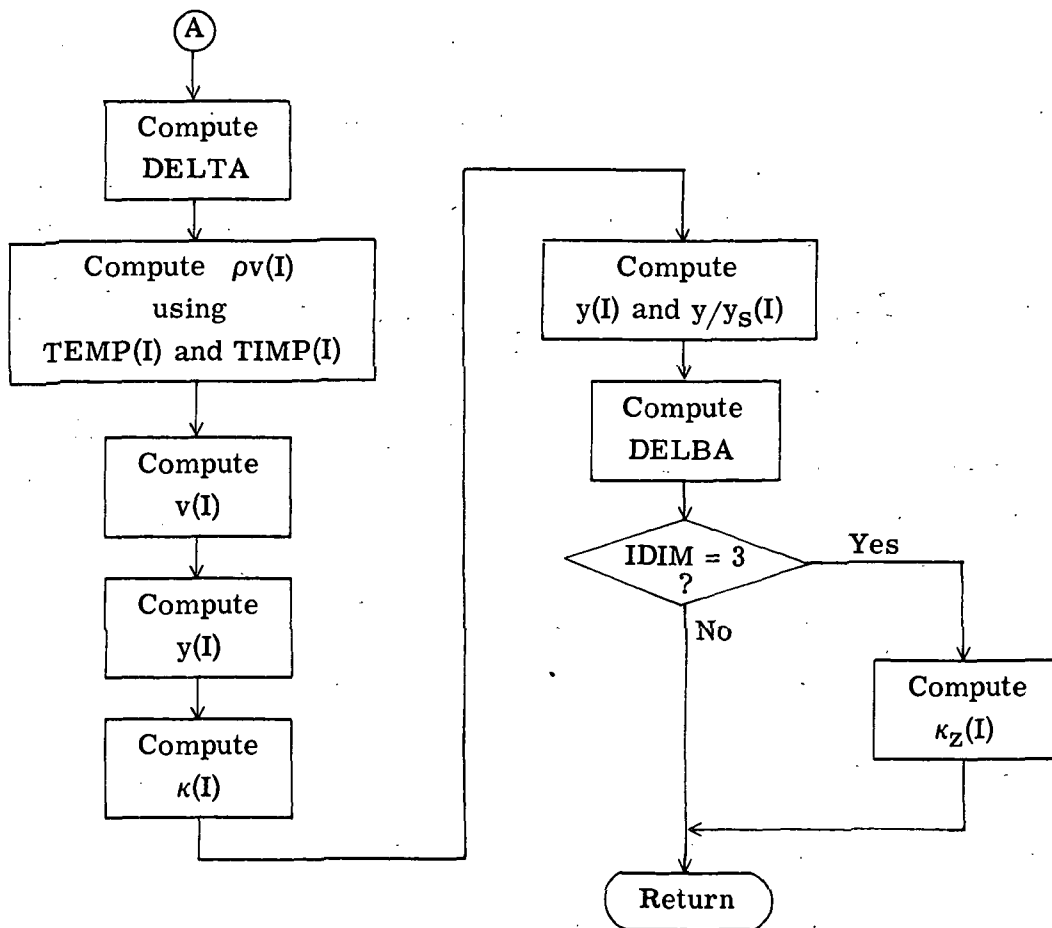 A
Compute
DELTA
Compute ρv(I)
using
TEMP(I) and TIMP(I)
Compute
v(I)
Compute
y(I)
Compute
κ(I)
Compute
y(I) and y/yₛ(I)
Compute
DELBA
IDIM = 3
?
Yes
No
Compute
κ_z(I)
Return